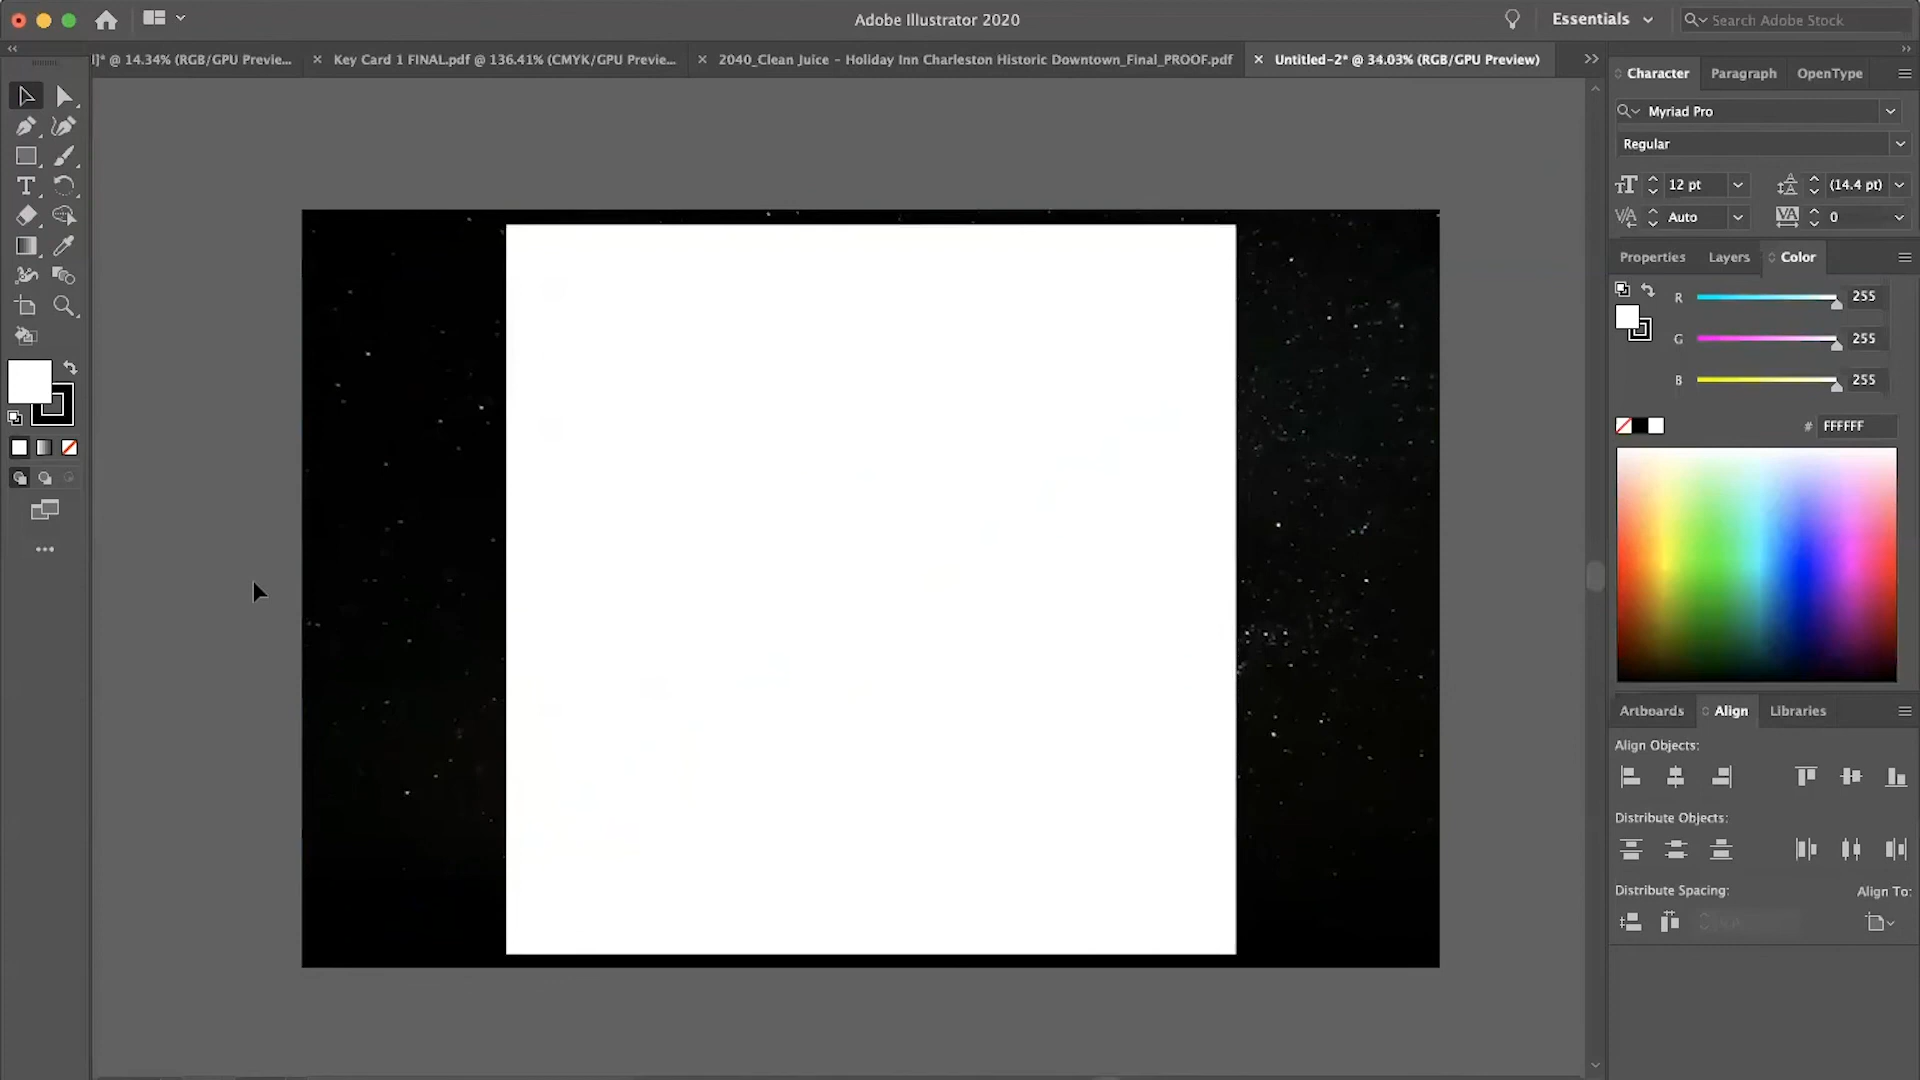 Adobe Illustrator 2020
Essentials
Search Adobe Stock
I]* @ 14.34% (RGB/GPU Previe...
Key Card 1 FINAL.pdf @ 136.41% (CMYK/GPU Previe...
2040_Clean Juice - Holiday Inn Charleston Historic Downtown_Final_PROOF.pdf
Untitled-2* @ 34.03% (RGB/GPU Preview)
Character
Paragraph
OpenType
Myriad Pro
Regular
12 pt
(14.4 pt)
Auto
0
Properties
Layers
Color
R
255
G
255
B
255
# FFFFFF
Artboards
Align
Libraries
Align Objects:
Distribute Objects:
Distribute Spacing:
Align To: